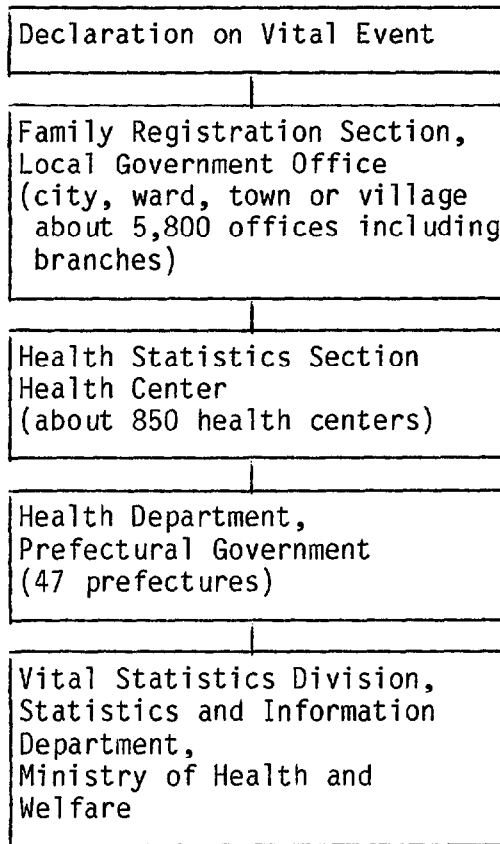 Declaration on Vital Event
Family Registration Section,
Local Government Office
(city, ward, town or village
about 5,800 offices including
branches)
Health Statistics Section
Health Center
(about 850 health centers)
Health Department,
Prefectural Government
(47 prefectures)
Vital Statistics Division,
Statistics and Information
Department,
Ministry of Health and
Welfare